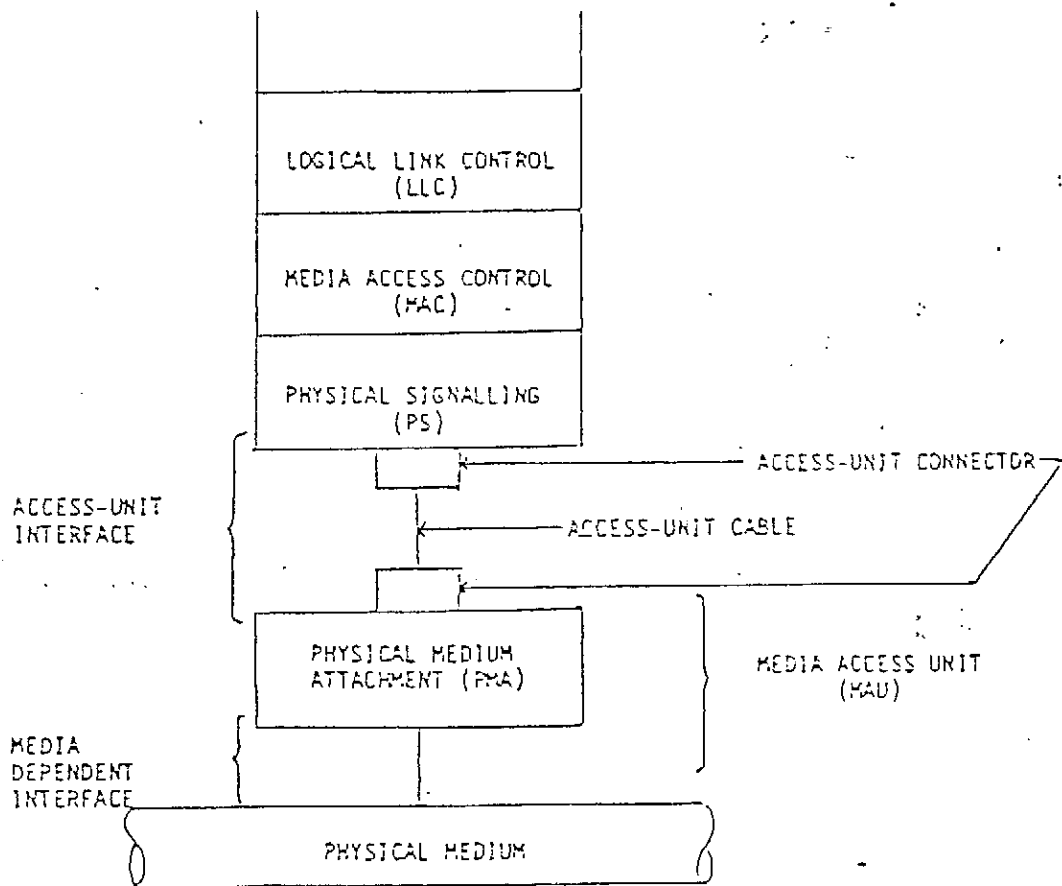 LOGICAL LINK CONTROL
(LLC)
MEDIA ACCESS CONTROL
(MAC)
PHYSICAL SIGNALLING
(PS)
ACCESS-UNIT CONNECTOR
ACCESS-UNIT
INTERFACE
ACCESS-UNIT CABLE
PHYSICAL MEDIUM
ATTACHMENT (PMA)
MEDIA ACCESS UNIT
(MAU)
MEDIA
DEPENDENT
INTERFACE
PHYSICAL MEDIUM